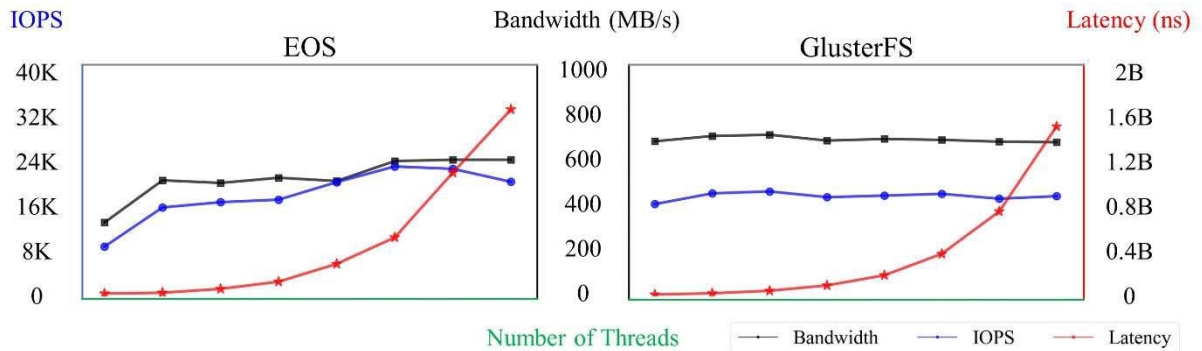 IOPS
Bandwidth (MB/s)
Latency (ns)
EOS
GlusterFS
40K
32K
24K
16K
8K
0
1000
800
600
400
200
0
2B
1.6B
1.2B
0.8B
0.4B
0
Number of Threads
Bandwidth
IOPS
Latency